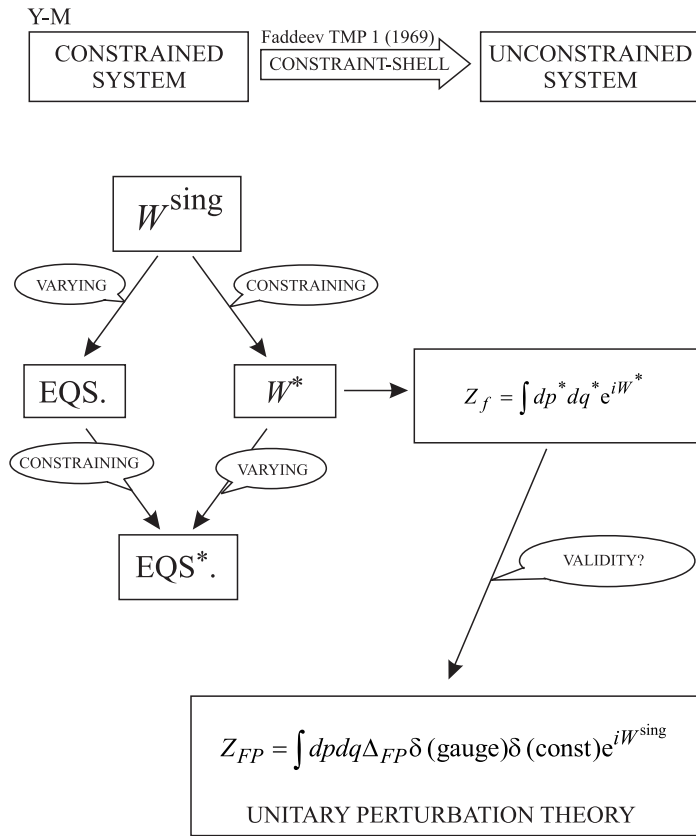 Y-M
CONSTRAINED
SYSTEM
Faddeev TMP 1 (1969)
CONSTRAINT-SHELL
UNCONSTRAINED
SYSTEM
W^sing
VARYING
CONSTRAINING
EQS.
W*
Z_f = ∫ dp* dq* e^{iW*}
CONSTRAINING
VARYING
EQS*.
VALIDITY?
Z_FP = ∫ dpdqΔ_FP δ (gauge)δ (const)e^{iW^sing}
UNITARY PERTURBATION THEORY